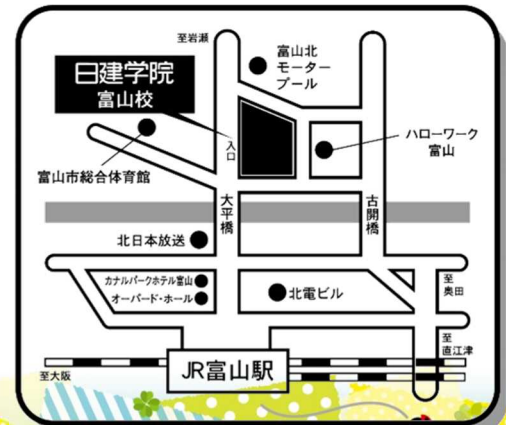 至岩瀬
富山北
モーター
プール
日建学院
富山校
入口
ハローワーク
富山
富山市総合体育館
大平橋
古開橋
北日本放送
カナルパークホテル富山
オーバード・ホール
北電ビル
至
奥田
至
直江津
JR富山駅
至大阪